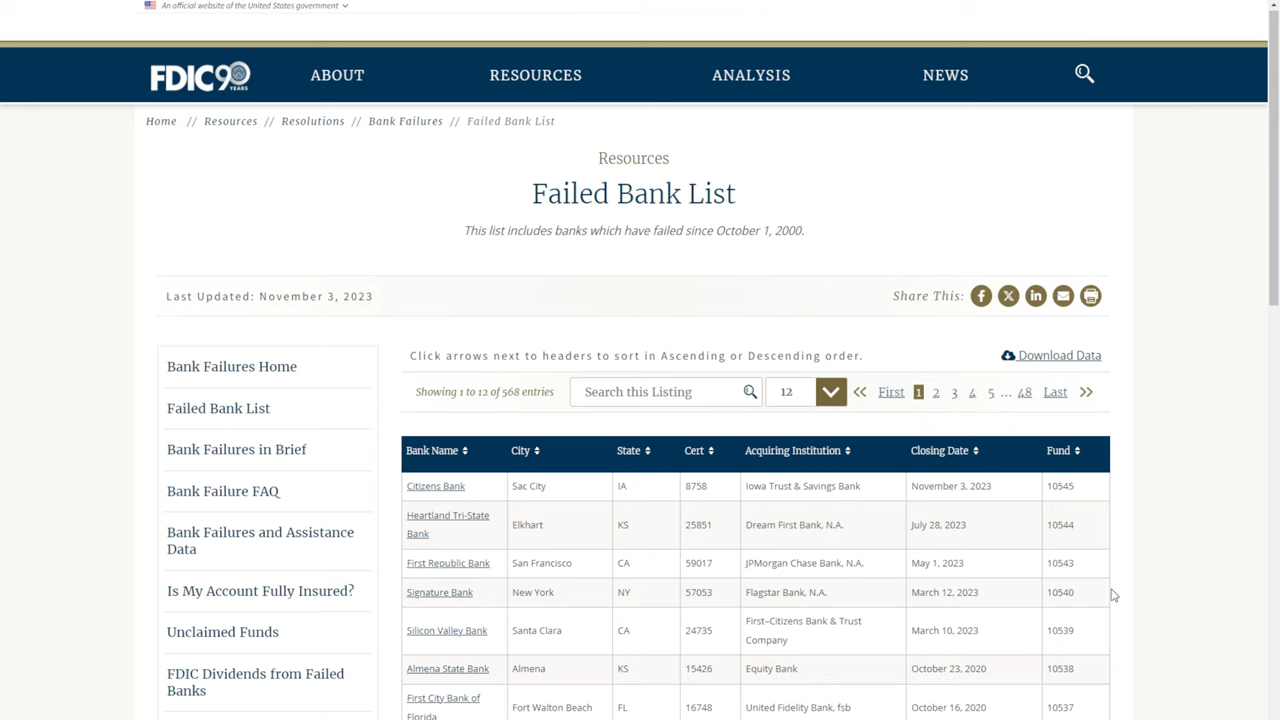 An official website of the United States government
FDIC 90 YEARS
ABOUT
RESOURCES
ANALYSIS
NEWS
Home // Resources // Resolutions // Bank Failures // Failed Bank List
Resources
Failed Bank List
This list includes banks which have failed since October 1, 2000.
Last Updated: November 3, 2023
Share This:
Bank Failures Home
Failed Bank List
Bank Failures in Brief
Bank Failure FAQ
Bank Failures and Assistance
Data
Is My Account Fully Insured?
Unclaimed Funds
FDIC Dividends from Failed
Banks
Click arrows next to headers to sort in Ascending or Descending order.
Download Data
Showing 1 to 12 of 568 entries
Search this Listing
12
<< First 1 2 3 4 5 ... 48 Last >>
Bank Name City State Cert Acquiring Institution Closing Date Fund
Citizens Bank Sac City IA 8758 Iowa Trust & Savings Bank November 3, 2023 10545
Heartland Tri-State
Bank Elkhart KS 25851 Dream First Bank, N.A. July 28, 2023 10544
First Republic Bank San Francisco CA 59017 JPMorgan Chase Bank, N.A. May 1, 2023 10543
Signature Bank New York NY 57053 Flagstar Bank, N.A. March 12, 2023 10540
Silicon Valley Bank Santa Clara CA 24735 First–Citizens Bank & Trust
Company March 10, 2023 10539
Almena State Bank Almena KS 15426 Equity Bank October 23, 2020 10538
First City Bank of
Florida Fort Walton Beach FL 16748 United Fidelity Bank, fsb October 16, 2020 10537